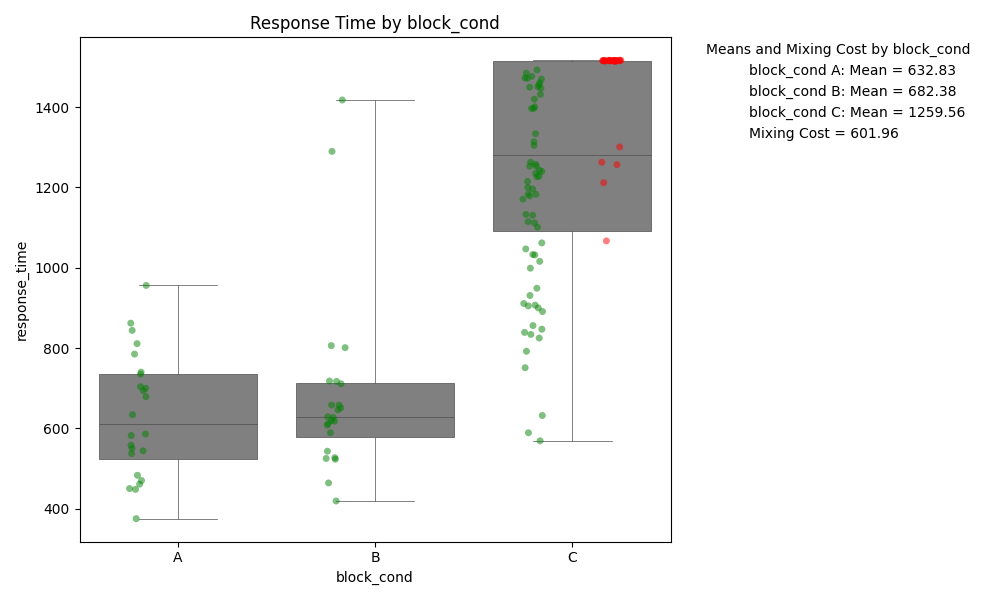 Response Time by block_cond
Means and Mixing Cost by block_cond
block_cond A: Mean = 632.83
block_cond B: Mean = 682.38
block_cond C: Mean = 1259.56
Mixing Cost = 601.96
response_time
1400
1200
1000
800
600
400
A
B
C
block_cond